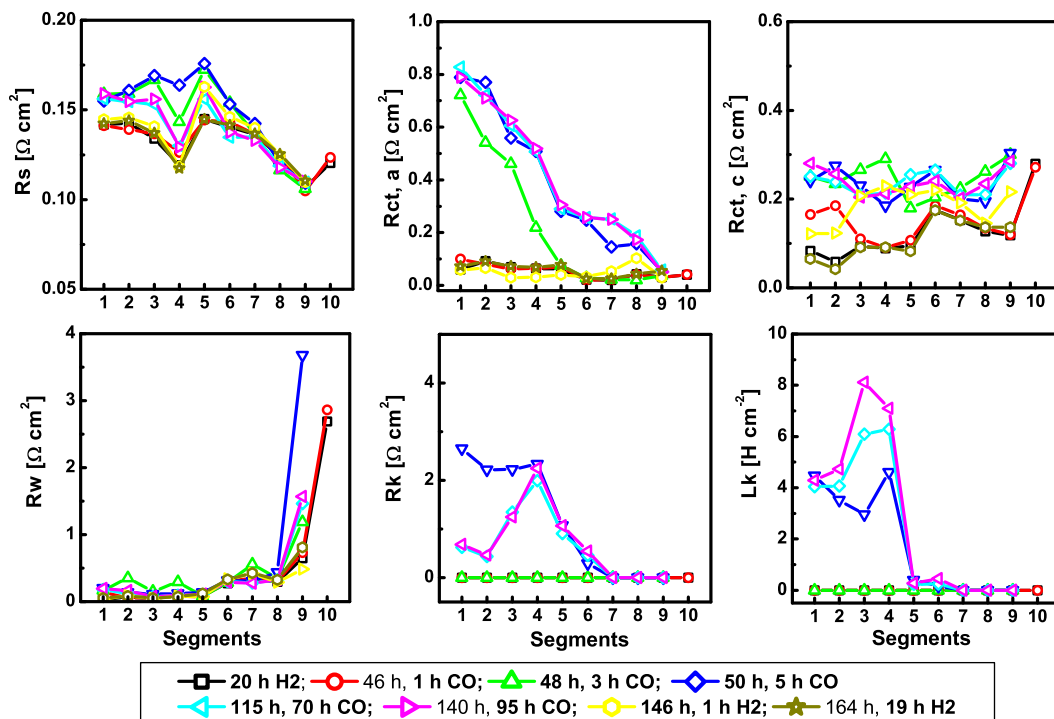 0.20
0.15
0.10
0.05
Rs [Ω cm²]
1 2 3 4 5 6 7 8 9 10
1.0
0.8
0.6
0.4
0.2
0.0
Rct, a [Ω cm²]
1 2 3 4 5 6 7 8 9 10
0.6
0.4
0.2
0.0
Rct, c [Ω cm²]
1 2 3 4 5 6 7 8 9 10
4
3
2
1
0
Rw [Ω cm²]
1 2 3 4 5 6 7 8 9 10
Segments
4
2
0
Rk [Ω cm²]
1 2 3 4 5 6 7 8 9 10
Segments
10
8
6
4
2
0
Lk [H cm⁻²]
1 2 3 4 5 6 7 8 9 10
Segments
20 h H2; 46 h, 1 h CO; 48 h, 3 h CO; 50 h, 5 h CO
115 h, 70 h CO; 140 h, 95 h CO; 146 h, 1 h H2; 164 h, 19 h H2